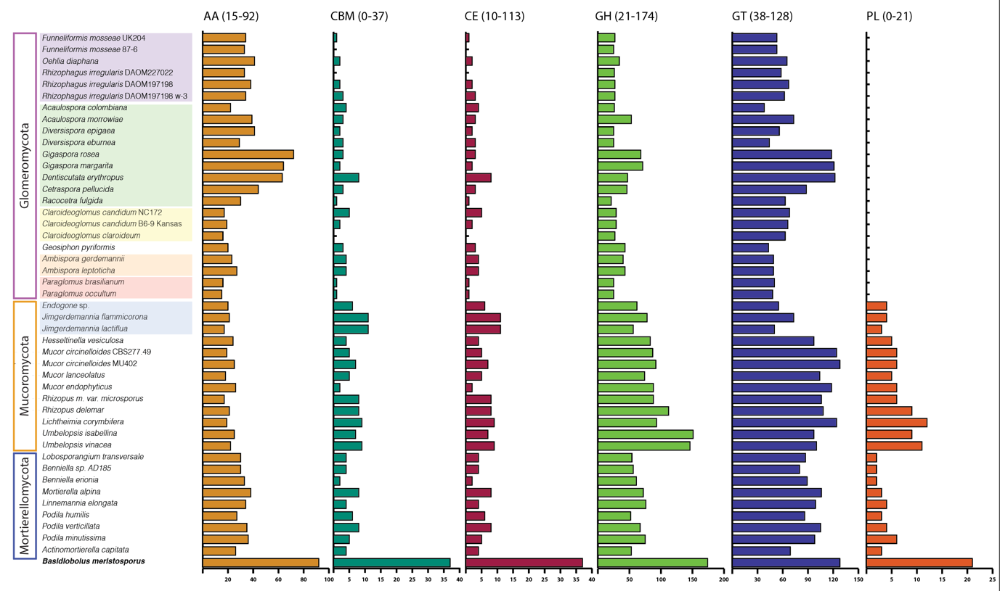 AA (15-92) CBM (0-37) CE (10-113) GH (21-174) GT (38-128) PL (0-21)
Glomeromycota
Funneliformis mosseae UK204
Funneliformis mosseae 87-6
Oehlia diaphana
Rhizophagus irregularis DAOM227022
Rhizophagus irregularis DAOM197198
Rhizophagus irregularis DAOM197198 w-3
Acaulospora colombiana
Acaulospora morrowiae
Diversispora epigaea
Diversispora eburnea
Gigaspora rosea
Gigaspora margarita
Dentiscutata erythropus
Cetraspora pellucida
Racocetra fulgida
Claroideoglomus candidum NC172
Claroideoglomus candidum B6-9 Kansas
Claroideoglomus claroideum
Geosiphon pyriformis
Ambispora gerdemannii
Ambispora leptoticha
Paraglomus brasilianum
Paraglomus occultum
Mucoromycota
Endogone sp.
Jimgerdemannia flammicorona
Jimgerdemannia lactiflua
Hesseltinella vesiculosa
Mucor circinelloides CBS277.49
Mucor circinelloides MU402
Mucor lanceolatus
Mucor endophyticus
Rhizopus m. var. microsporus
Rhizopus delemar
Lichtheimia corymbifera
Umbelopsis isabellina
Umbelopsis vinacea
Mortierellomycota
Lobosporangium transversale
Benniella sp. AD185
Benniella erionia
Mortierella alpina
Linnemannia elongata
Podila humilis
Podila verticillata
Podila minutissima
Actinomortierella capitata
Basidiobolus meristosporus
20 40 60 80 100 5 10 15 20 25 30 35 40 5 10 15 20 25 30 35 40 50 100 150 200 30 60 90 120 150 5 10 15 20 25